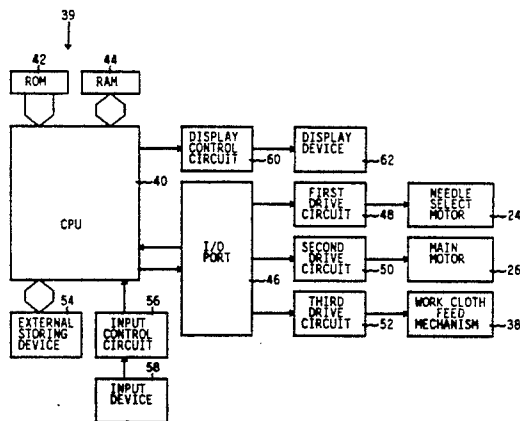 39
42
44
ROM
RAM
DISPLAY
CONTROL
CIRCUIT
60
DISPLAY
DEVICE
62
40
CPU
I/O
PORT
46
FIRST
DRIVE
CIRCUIT
48
NEEDLE
SELECT
MOTOR
24
SECOND
DRIVE
CIRCUIT
50
MAIN
MOTOR
26
THIRD
DRIVE
CIRCUIT
52
WORK CLOTH
FEED
MECHANISM
38
54
EXTERNAL
STORING
DEVICE
56
INPUT
CONTROL
CIRCUIT
58
INPUT
DEVICE